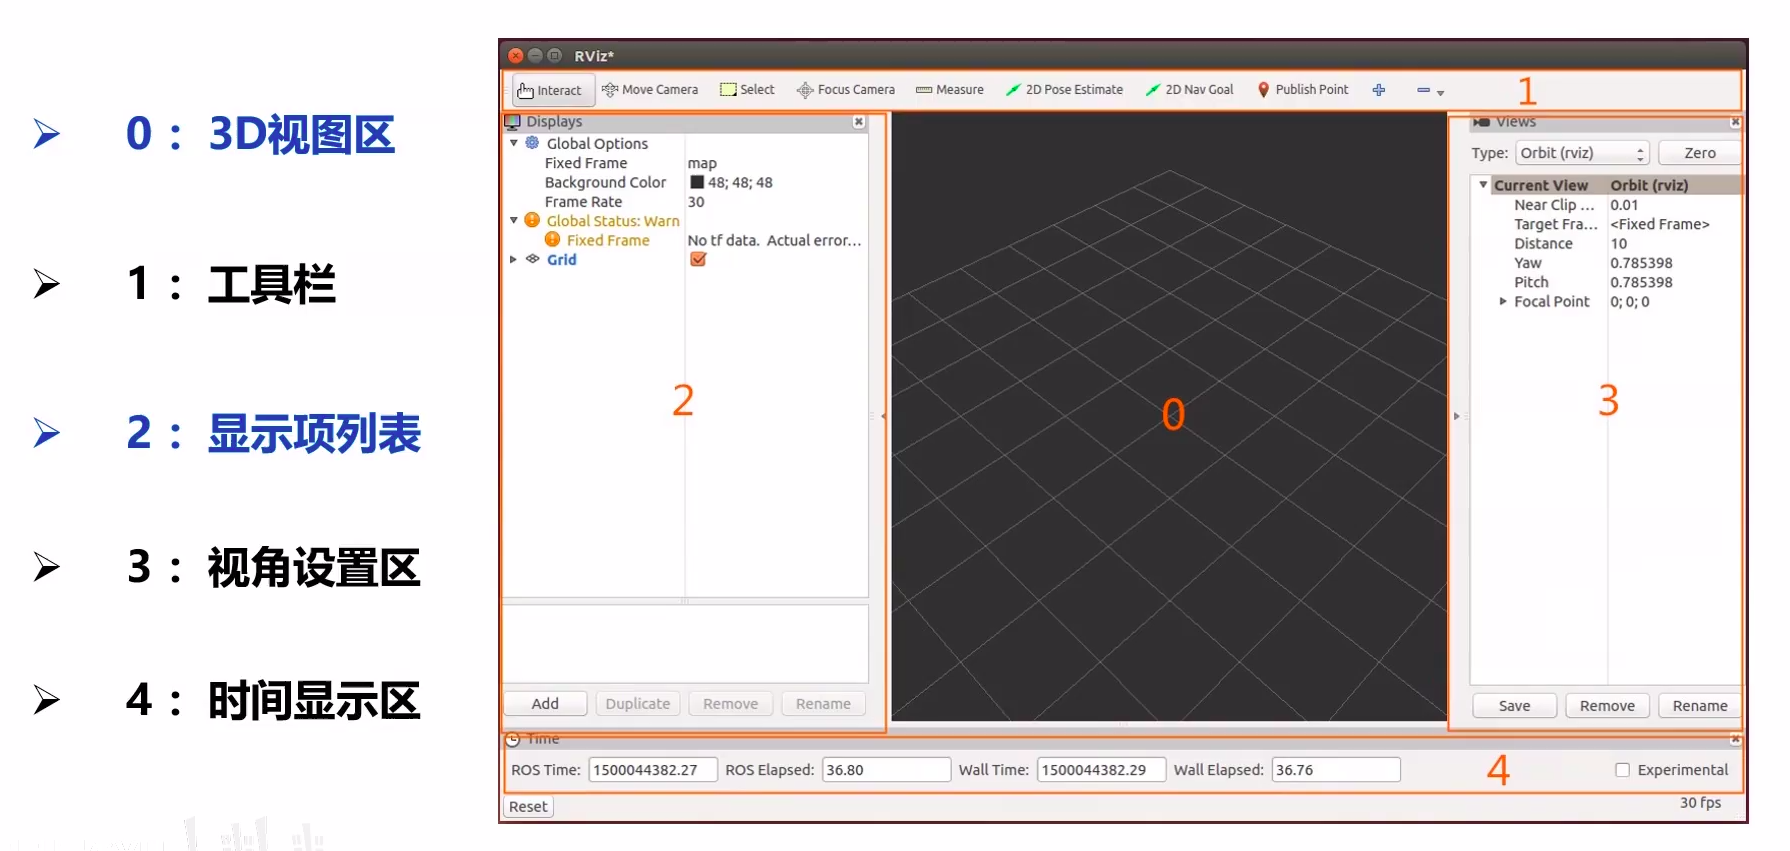 0： 3D视图区
1： 工具栏
2： 显示项列表
3： 视角设置区
4： 时间显示区
RViz*
Interact Move Camera Select Focus Camera Measure 2D Pose Estimate 2D Nav Goal Publish Point
1
Displays
Global Options
Fixed Frame map
Background Color 48; 48; 48
Frame Rate 30
Global Status: Warn
Fixed Frame No tf data. Actual error...
Grid
2
Add Duplicate Remove Rename
0
Views
Type: Orbit (rviz) Zero
Current View Orbit (rviz)
Near Clip ... 0.01
Target Fra... <Fixed Frame>
Distance 10
Yaw 0.785398
Pitch 0.785398
Focal Point 0; 0; 0
3
Save Remove Rename
Time
ROS Time: 1500044382.27 ROS Elapsed: 36.80 Wall Time: 1500044382.29 Wall Elapsed: 36.76 4 Experimental
Reset 30 fps